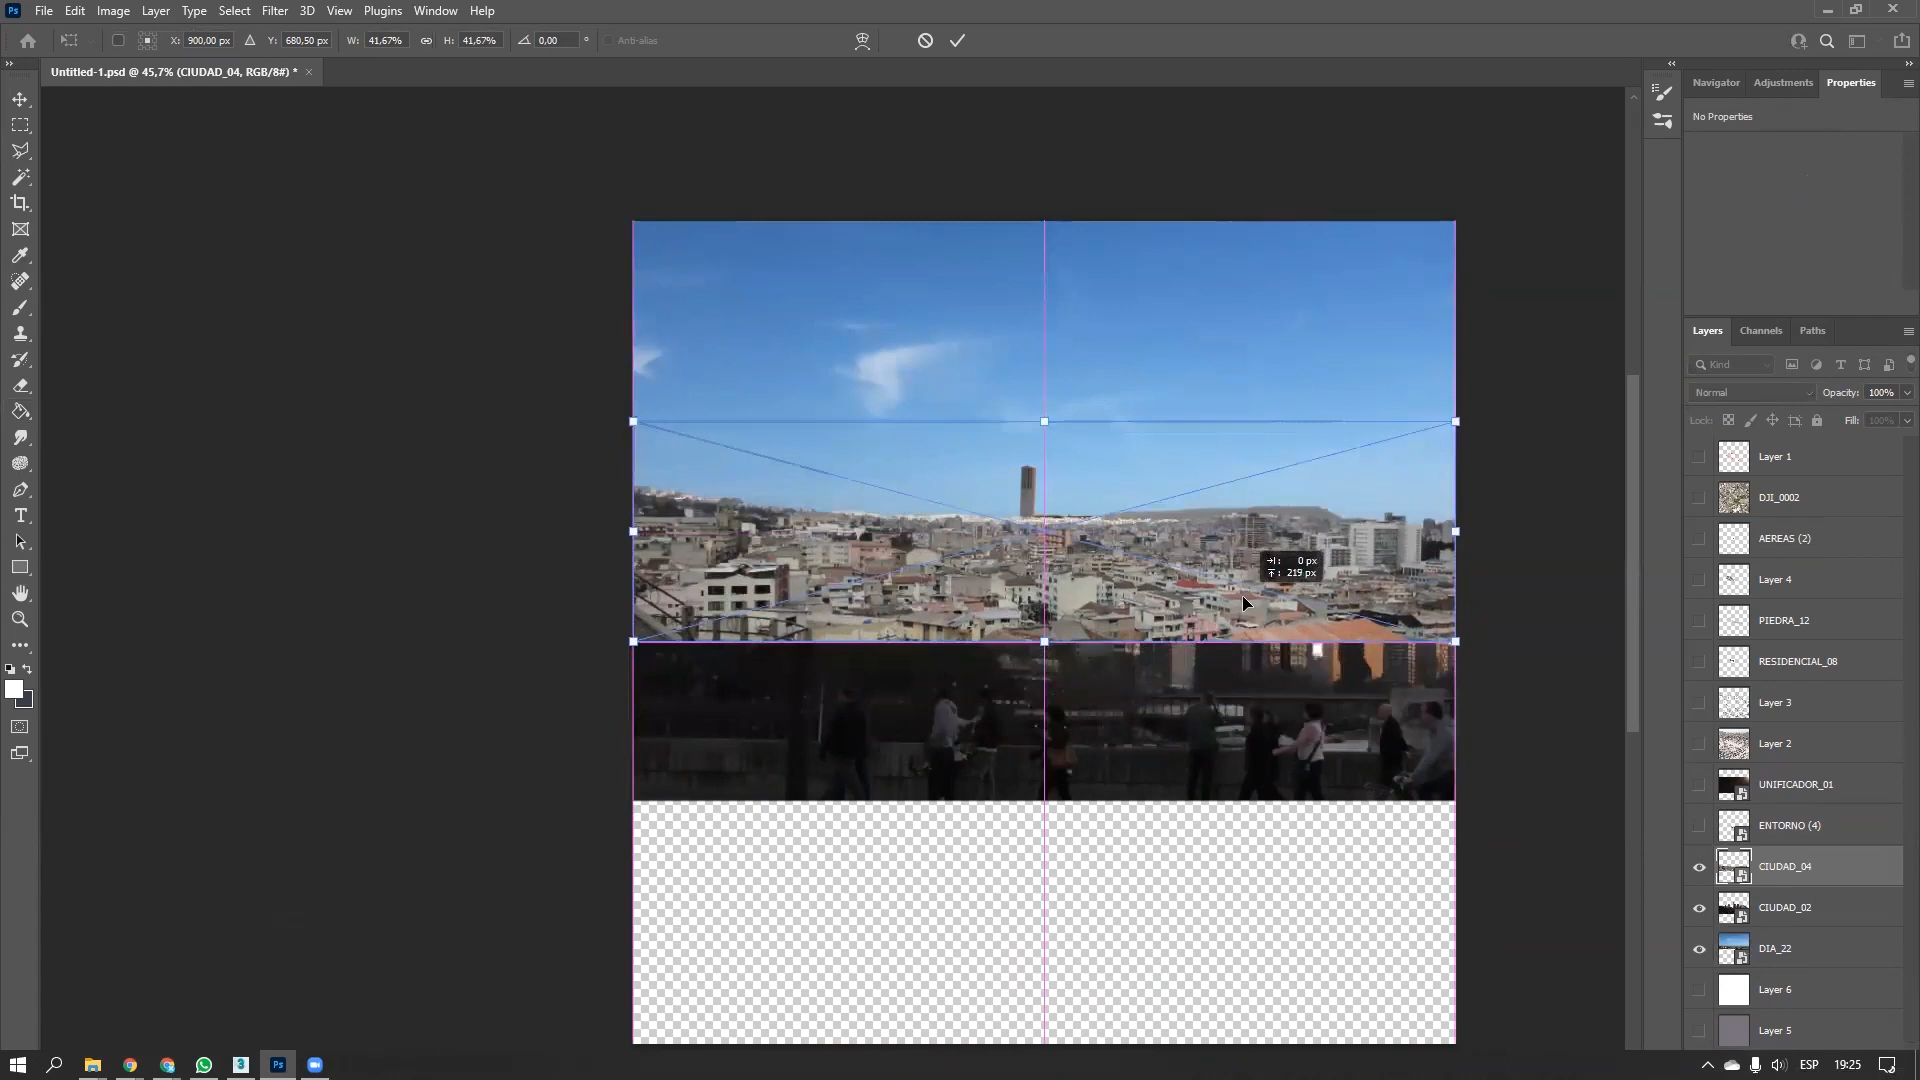 Ps File Edit Image Layer Type Select Filter 3D View Plugins Window Help
X: 900,00 px Y: 680,50 px W: 41,67% H: 41,67% 0,00 ° Anti-alias
Untitled-1.psd @ 45,7% (CIUDAD_04, RGB/8#) * ×
Navigator Adjustments Properties
No Properties
Layers Channels Paths
Kind
Normal Opacity: 100%
Lock: Fill: 100%
Layer 1
DJI_0002
AEREAS (2)
Layer 4
PIEDRA_12
RESIDENCIAL_08
Layer 3
Layer 2
UNIFICADOR_01
ENTORNO (4)
CIUDAD_04
CIUDAD_02
DIA_22
Layer 6
Layer 5
0 px
219 px
3 Ps ESP 19:25